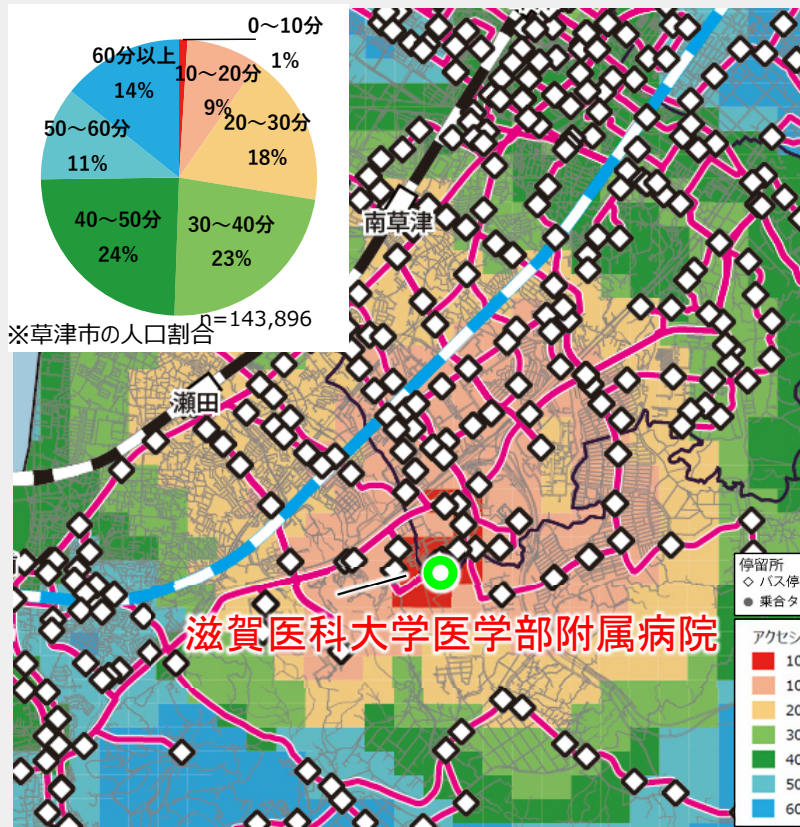 0～10分
1%
10～20分
9%
20～30分
18%
30～40分
23%
40～50分
24%
50～60分
11%
60分以上
14%
n=143,896
※草津市の人口割合
南草津
瀬田
滋賀医科大学医学部附属病院
停留所
バス停
乗合タ
アクセシ
10
10
20
30
40
50
60